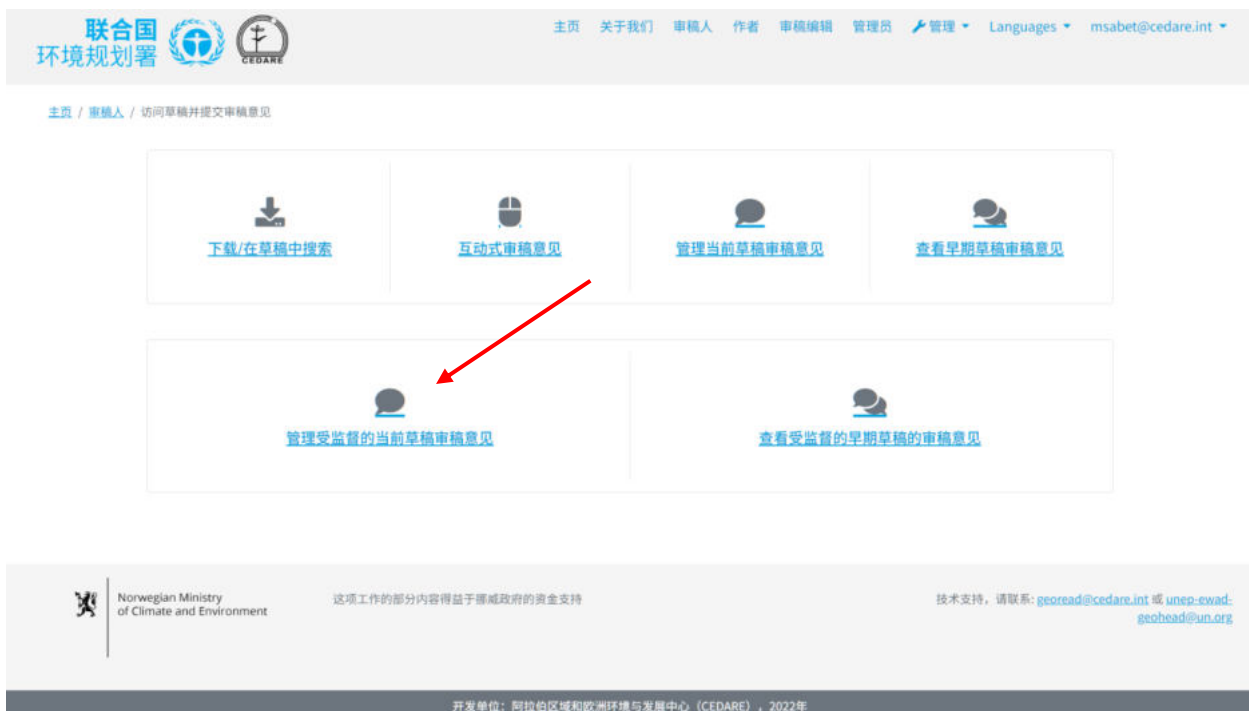 联合国
环境规划署
CEDARE
主页 关于我们 审稿人 作者 审稿编辑 管理员 管理 Languages msabet@cedare.int
主页 / 审稿人 / 访问草稿并提交审稿意见
下载/在草稿中搜索 互动式审稿意见 管理当前草稿审稿意见 查看早期草稿审稿意见
管理受监督的当前草稿审稿意见 查看受监督的早期草稿的审稿意见
Norwegian Ministry
of Climate and Environment
这项工作的部分内容得益于挪威政府的资金支持
技术支持，请联系: georead@cedare.int 或 unep-ewad-
geohead@un.org
开发单位：阿拉伯区域和欧洲环境与发展中心（CEDARE），2022年